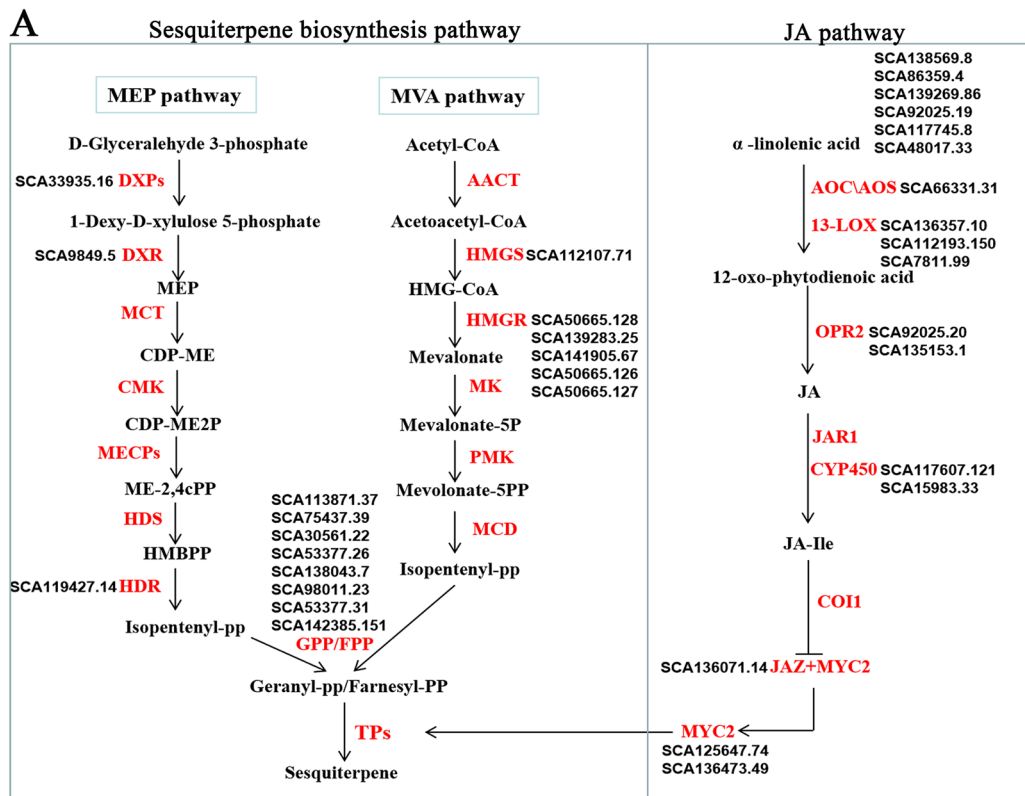 A
Sesquiterpene biosynthesis pathway
MEP pathway
D-Glyceralehyde 3-phosphate
SCA33935.16 DXPs
1-Dexy-D-xylulose 5-phosphate
SCA9849.5 DXR
MEP
MCT
CDP-ME
CMK
CDP-ME2P
MECPs
ME-2,4cPP
HDS
HMBPP
SCA119427.14 HDR
Isopentenyl-pp
MVA pathway
Acetyl-CoA
AACT
Acetoacetyl-CoA
HMGS SCA112107.71
HMG-CoA
HMGR SCA50665.128
SCA139283.25
SCA141905.67
SCA50665.126
SCA50665.127
Mevalonate
MK
Mevalonate-5P
PMK
Mevolonate-5PP
MCD
Isopentenyl-pp
SCA113871.37
SCA75437.39
SCA30561.22
SCA53377.26
SCA138043.7
SCA98011.23
SCA53377.31
SCA142385.151
GPP/FPP
Geranyl-pp/Farnesyl-PP
TPs
Sesquiterpene
JA pathway
SCA138569.8
SCA86359.4
SCA139269.86
SCA92025.19
SCA117745.8
SCA48017.33
α -linolenic acid
AOC\AOS SCA66331.31
13-LOX SCA136357.10
SCA112193.150
SCA7811.99
12-oxo-phytodienoic acid
OPR2 SCA92025.20
SCA135153.1
JA
JAR1
CYP450 SCA117607.121
SCA15983.33
JA-Ile
COI1
SCA136071.14 JAZ+MYC2
MYC2
SCA125647.74
SCA136473.49